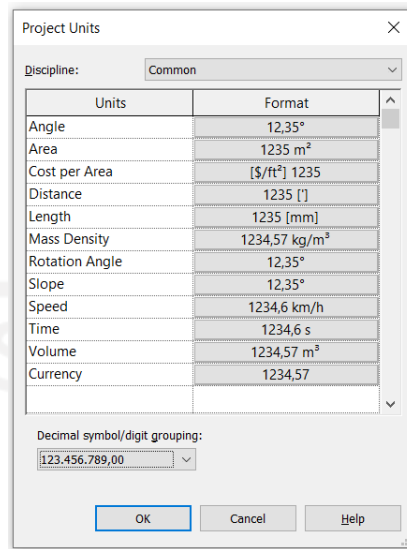 Project Units
Discipline: Common
Units Format
Angle 12,35°
Area 1235 m²
Cost per Area [$/ft²] 1235
Distance 1235 [']
Length 1235 [mm]
Mass Density 1234,57 kg/m³
Rotation Angle 12,35°
Slope 12,35°
Speed 1234,6 km/h
Time 1234,6 s
Volume 1234,57 m³
Currency 1234,57
Decimal symbol/digit grouping:
123.456.789,00
OK Cancel Help